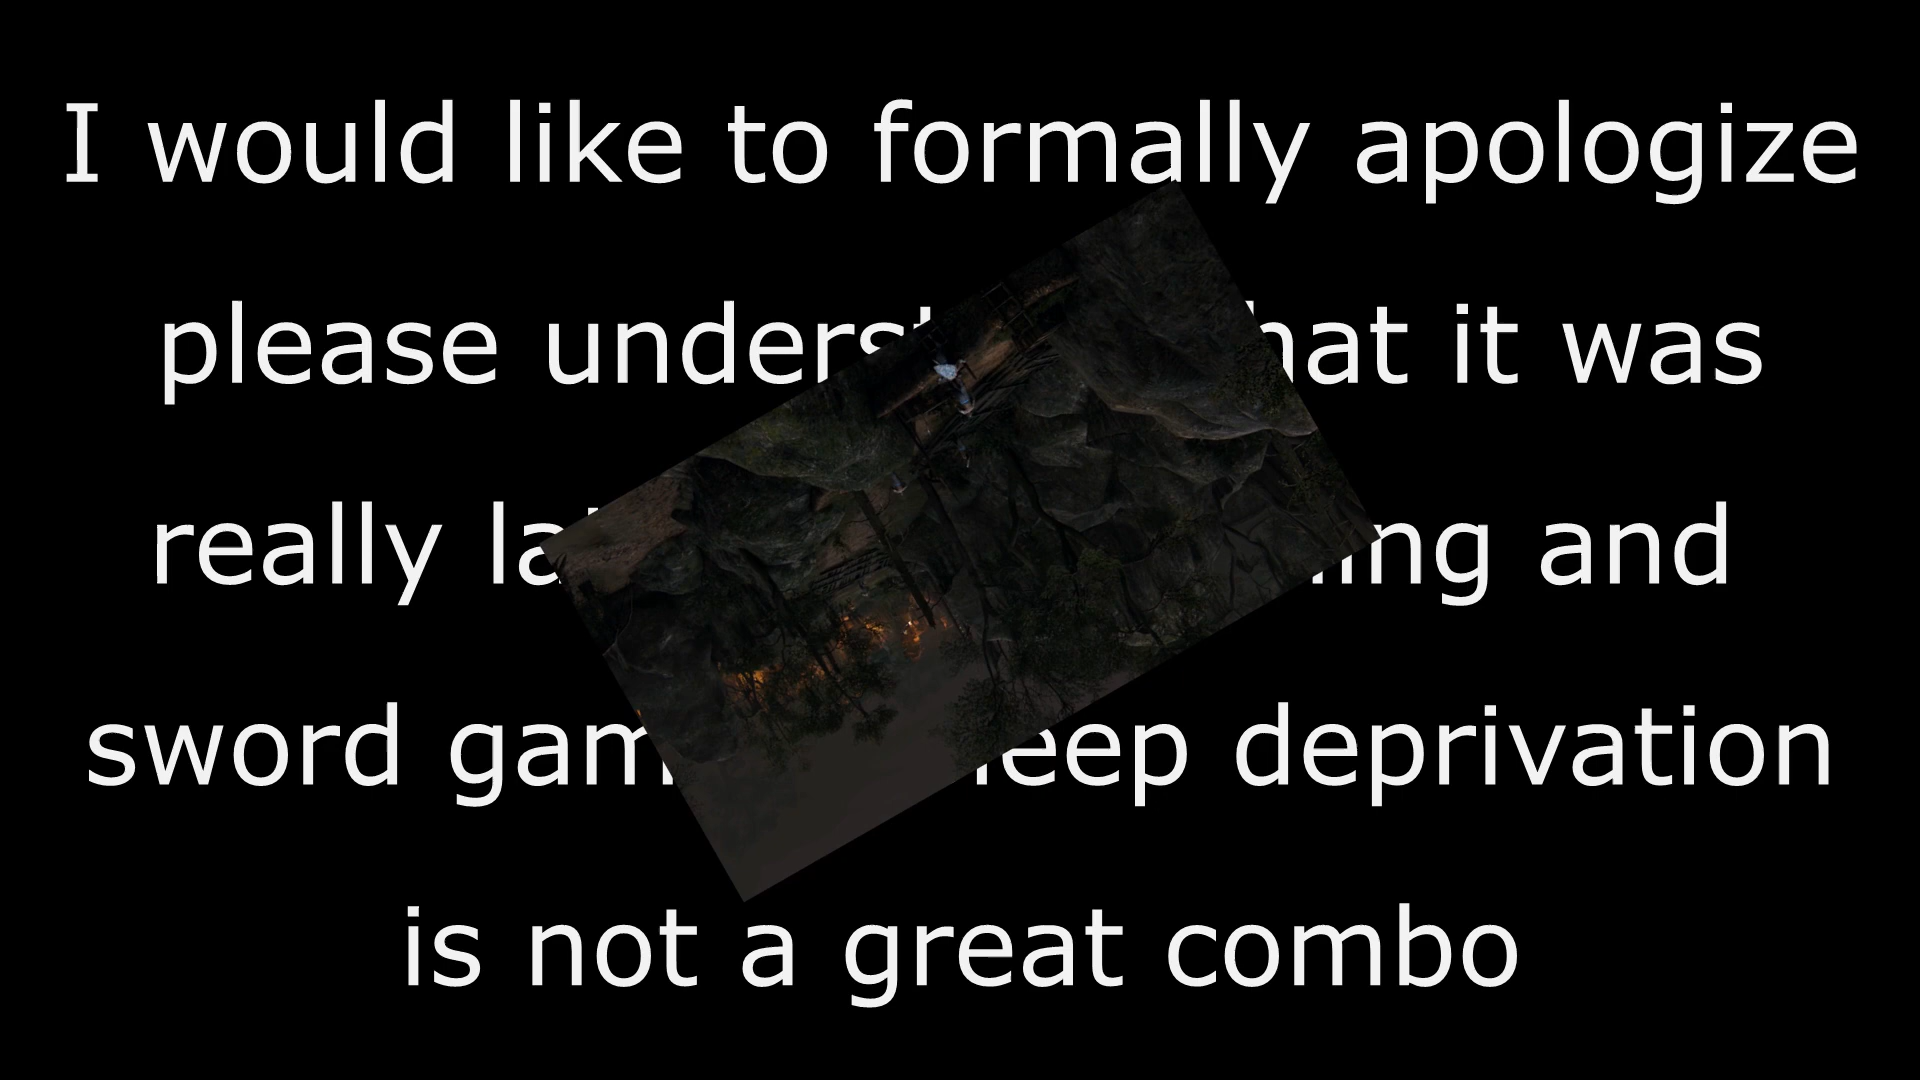 I would like to formally apologize
please it was
really and
sword deprivation
is not a great combo